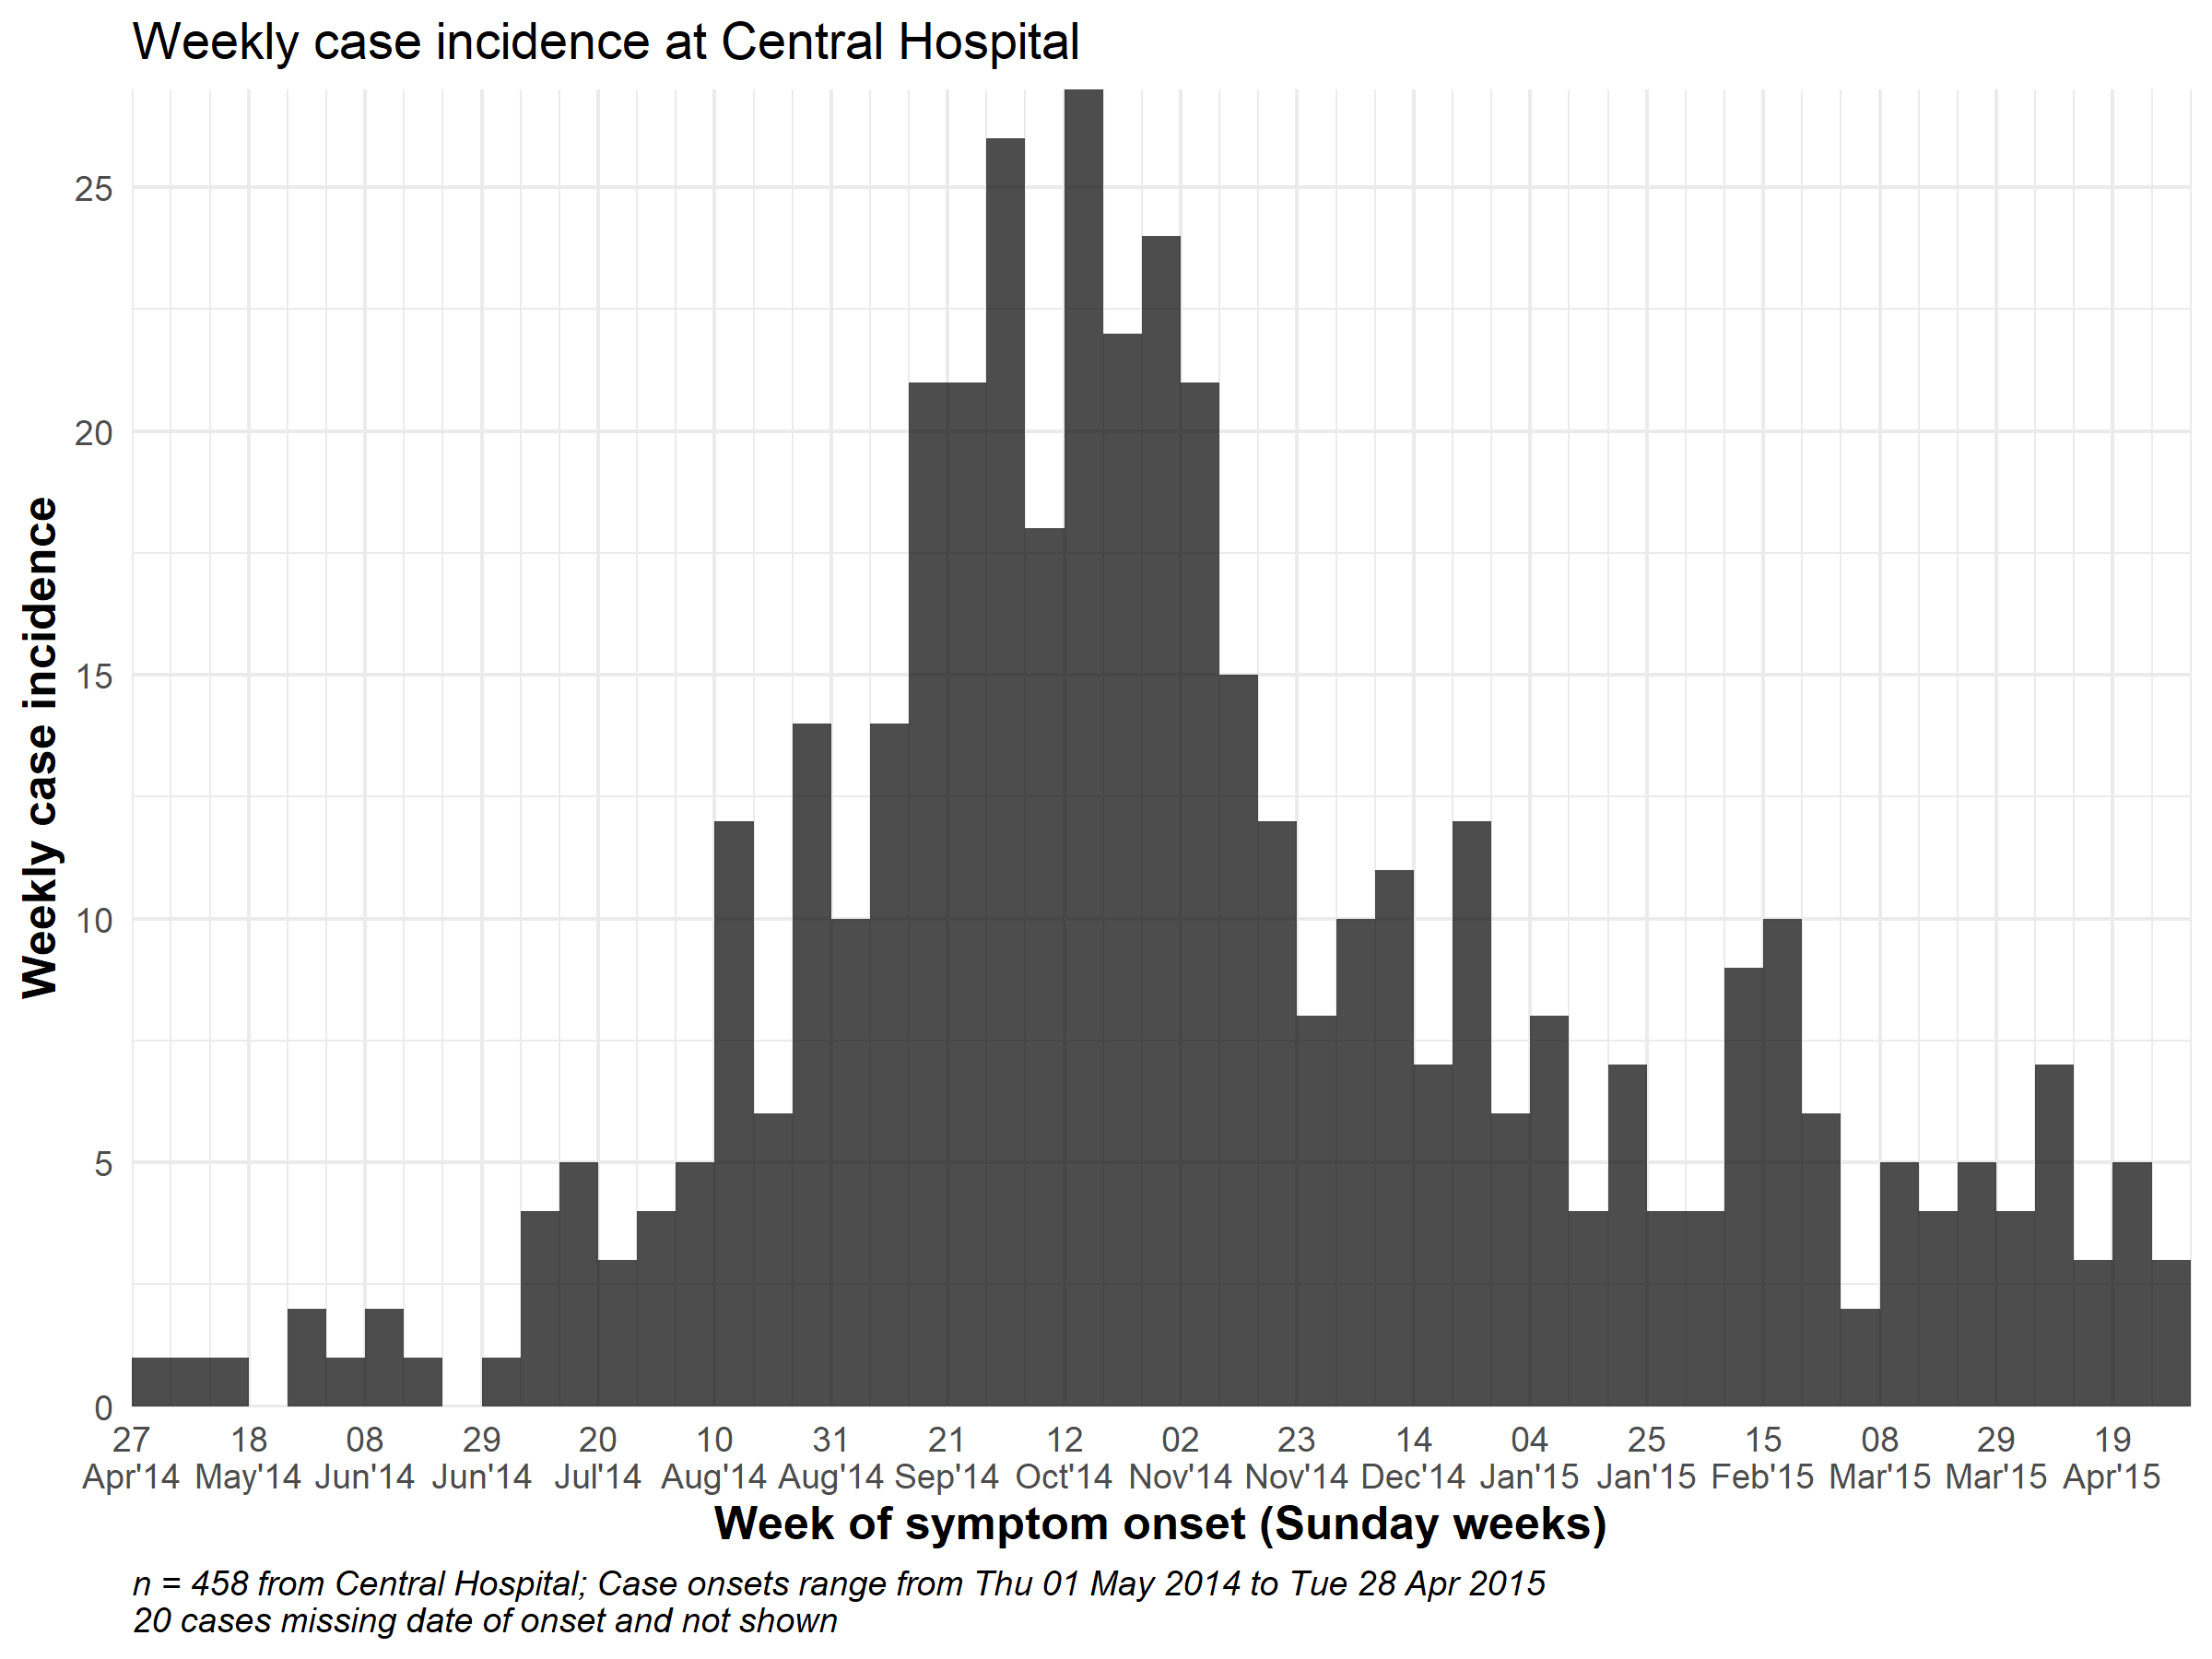 Weekly case incidence at Central Hospital
Weekly case incidence
25
20
15
10
5
0
27 18 08 29 20 10 31 21 12 02 23 14 04 25 15 08 29 19
Apr'14 May'14 Jun'14 Jun'14 Jul'14 Aug'14 Aug'14 Sep'14 Oct'14 Nov'14 Nov'14 Dec'14 Jan'15 Jan'15 Feb'15 Mar'15 Mar'15 Apr'15
Week of symptom onset (Sunday weeks)
n = 458 from Central Hospital; Case onsets range from Thu 01 May 2014 to Tue 28 Apr 2015
20 cases missing date of onset and not shown